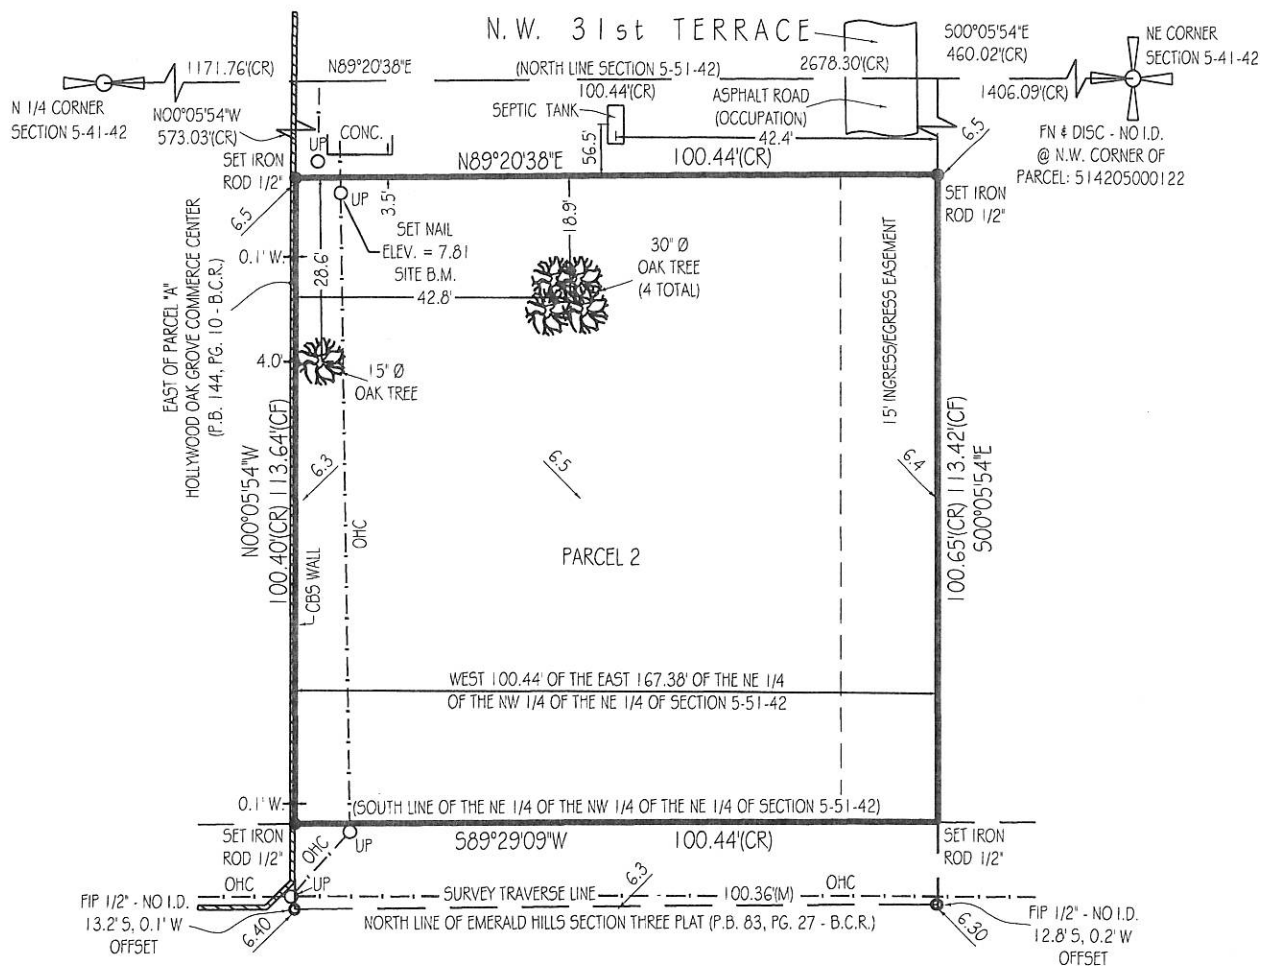 N.W. 31st TERRACE
S00°05'54"E
460.02'(CR)
NE CORNER
SECTION 5-41-42
1171.76'(CR)
N89°20'38"E
(NORTH LINE SECTION 5-51-42)
2678.30'(CR)
100.44'(CR)
1406.09'(CR)
N 1/4 CORNER
SECTION 5-41-42
N00°05'54"W
573.03'(CR)
SEPTIC TANK
ASPHALT ROAD
(OCCUPATION)
CONC.
UP
56.5'
42.4'
6.5
FN & DISC - NO I.D.
@ N.W. CORNER OF
PARCEL: 514205000122
SET IRON
ROD 1/2"
N89°20'38"E
100.44'(CR)
SET IRON
ROD 1/2"
6.5
UP
3.5'
18.9'
SET NAIL
ELEV. = 7.81
SITE B.M.
0.1' W.
28.6'
42.8'
30" Ø
OAK TREE
(4 TOTAL)
15' INGRESS/EGRESS EASEMENT
EAST OF PARCEL "A"
HOLLYWOOD OAK GROVE COMMERCE CENTER
(P.B. 144, PG. 10 - B.C.R.)
4.0'
15" Ø
OAK TREE
N00°05'54"W
100.40'(CR) 113.64'(CF)
6.3
6.5
6.4
100.65'(CR) 113.42'(CF)
S00°05'54"E
OHC
CBS WALL
PARCEL 2
WEST 100.44' OF THE EAST 167.38' OF THE NE 1/4
OF THE NW 1/4 OF THE NE 1/4 OF SECTION 5-51-42
0.1' W.
(SOUTH LINE OF THE NE 1/4 OF THE NW 1/4 OF THE NE 1/4 OF SECTION 5-51-42)
SET IRON
ROD 1/2"
OHC
UP
S89°29'09"W
100.44'(CR)
SET IRON
ROD 1/2"
OHC
UP
SURVEY TRAVERSE LINE
6.3
100.36'(M)
OHC
FIP 1/2" - NO I.D.
13.2' S, 0.1' W
OFFSET
6.40
NORTH LINE OF EMERALD HILLS SECTION THREE PLAT (P.B. 83, PG. 27 - B.C.R.)
6.30
FIP 1/2" - NO I.D.
12.8' S, 0.2' W
OFFSET